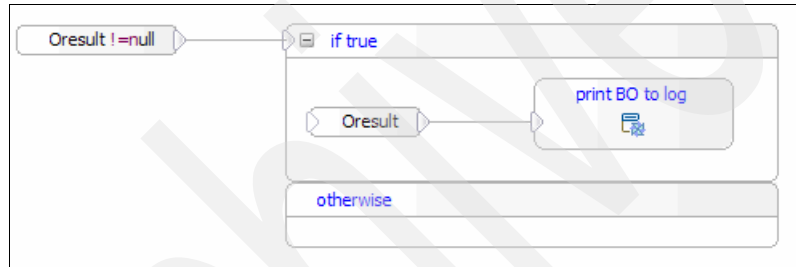 Oresult !=null
if true
print BO to log
Oresult
otherwise